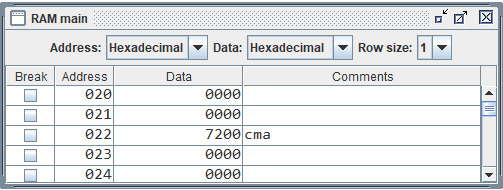 RAM main
Address: Hexadecimal Data: Hexadecimal Row size: 1
Break Address Data Comments
020 0000
021 0000
022 7200 cma
023 0000
024 0000